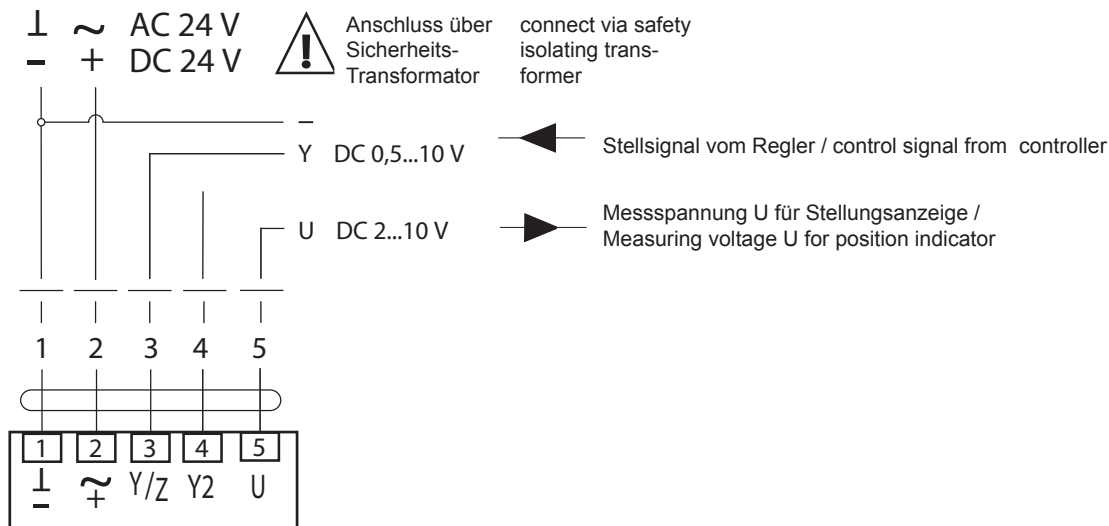 ⊥ ~ AC 24 V
– + DC 24 V
!
Anschluss über
Sicherheits-
Transformator
connect via safety
isolating trans-
former
–
Y DC 0,5...10 V
Stellsignal vom Regler / control signal from controller
U DC 2...10 V
Messspannung U für Stellungsanzeige /
Measuring voltage U for position indicator
1 2 3 4 5
1 2 3 4 5
⊥ ~ Y/Z Y2 U
– +